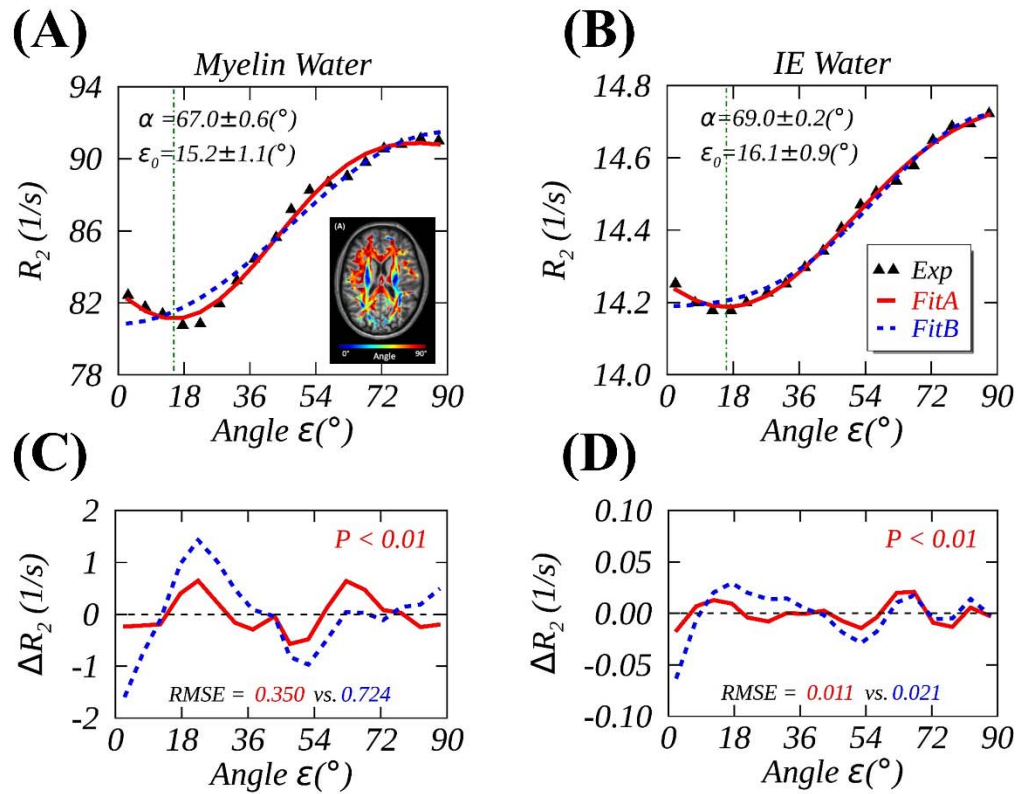 (A)
Myelin Water
94
90
86
82
78
R₂ (1/s)
α =67.0±0.6(°)
ε₀=15.2±1.1(°)
(A)
0° Angle 90°
0 18 36 54 72 90
Angle ε(°)
(B)
IE Water
14.8
14.6
14.4
14.2
14.0
R₂ (1/s)
α=69.0±0.2(°)
ε₀=16.1±0.9(°)
Exp
FitA
FitB
0 18 36 54 72 90
Angle ε(°)
(C)
2
1
0
-1
-2
ΔR₂ (1/s)
P < 0.01
RMSE = 0.350 vs. 0.724
0 18 36 54 72 90
Angle ε(°)
(D)
0.10
0.05
0.00
-0.05
-0.10
ΔR₂ (1/s)
P < 0.01
RMSE = 0.011 vs. 0.021
0 18 36 54 72 90
Angle ε(°)